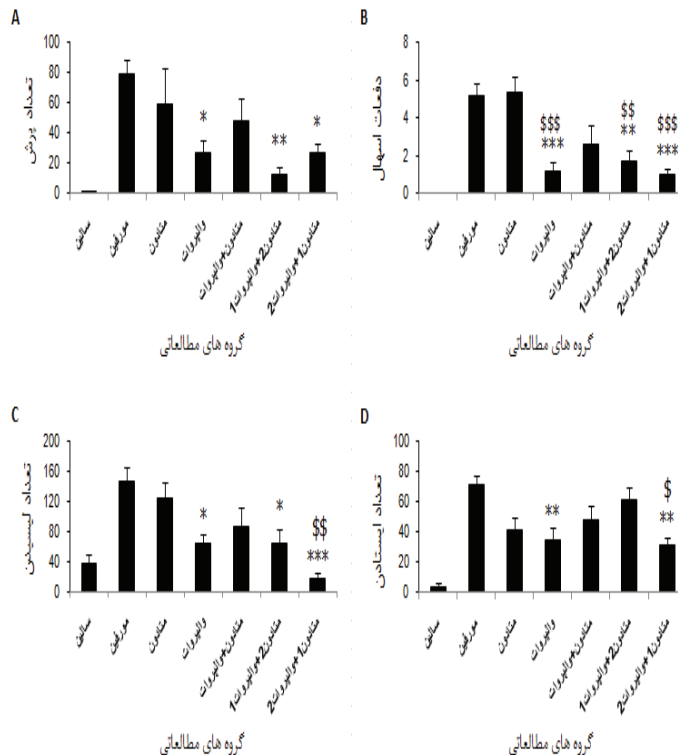 A
تعداد پرش
100
80
60
40
20
0
*
**
*
سالین
مورفین
متادون
والپروات
متادون+والپروات
متادون2+والپروات1
متادون1+والپروات2
گروه های مطالعاتی
B
دفعات اسهال
8
6
4
2
0
$$$
***
$$
**
$$$
***
سالین
مورفین
متادون
والپروات
متادون+والپروات
متادون2+والپروات1
متادون1+والپروات2
گروه های مطالعاتی
C
تعداد لیسیدن
200
160
120
80
40
0
*
*
$$
***
سالین
مورفین
متادون
والپروات
متادون+والپروات
متادون2+والپروات1
متادون1+والپروات2
گروه های مطالعاتی
D
تعداد ایستادن
100
80
60
40
20
0
**
$
**
سالین
مورفین
متادون
والپروات
متادون+والپروات
متادون2+والپروات1
متادون1+والپروات2
گروه های مطالعاتی